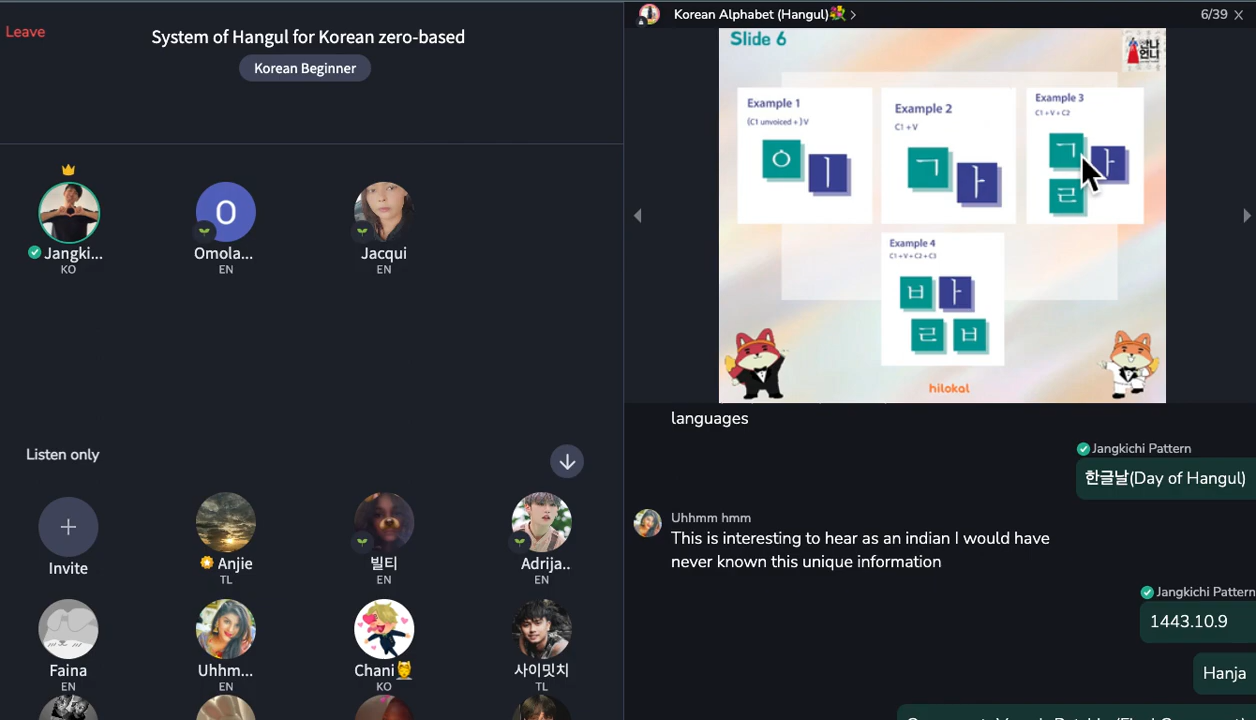 Leave
System of Hangul for Korean zero-based
Korean Beginner
Jangki...
KO
O
Omola...
EN
Jacqui
EN
Listen only
Invite
Anjie
TL
빌티
EN
Adrija..
EN
Faina
EN
Uhhm...
EN
Chani
KO
사이밋치
TL
Korean Alphabet (Hangul)
6/39
Slide 6
언니
Example 1
(C1 unvoiced + ) V
ㅇ ㅣ
Example 2
C1 + V
ㄱ ㅏ
Example 3
C1 + V + C2
ㄱ ㅏ
ㄹ
Example 4
C1 + V + C2 + C3
ㅂ ㅏ
ㄹ ㅂ
hilokal
languages
Jangkichi Pattern
한글날(Day of Hangul)
Uhhmm hmm
This is interesting to hear as an indian I would have
never known this unique information
Jangkichi Pattern
1443.10.9
Hanja